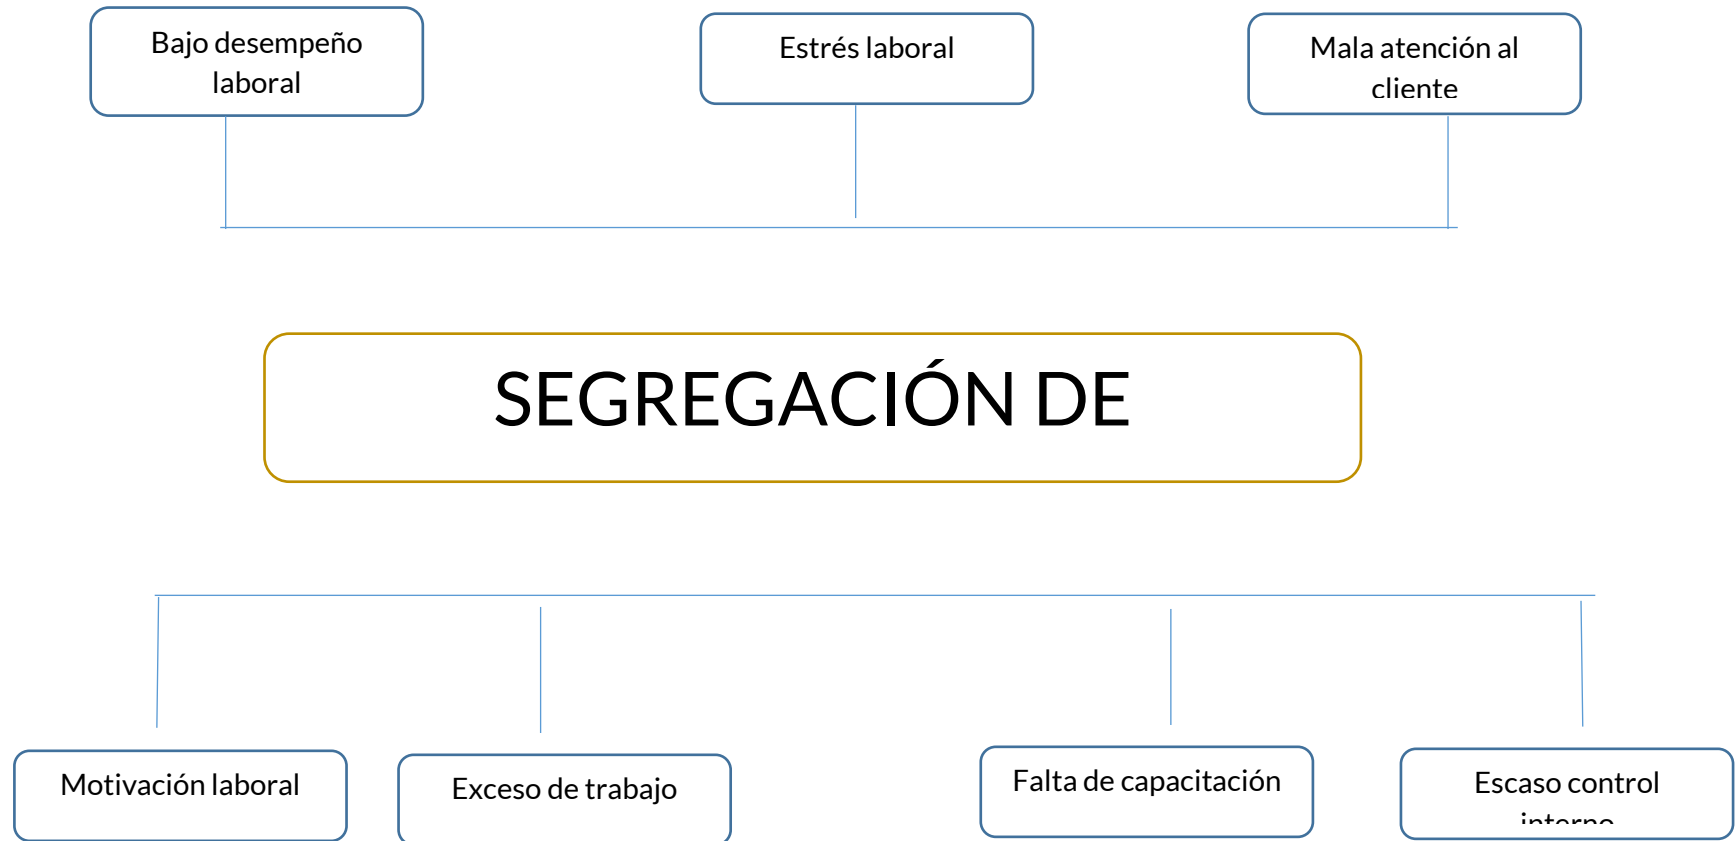 Bajo desempeño
laboral
Estrés laboral
Mala atención al
cliente
SEGREGACIÓN DE
Motivación laboral
Exceso de trabajo
Falta de capacitación
Escaso control
interno